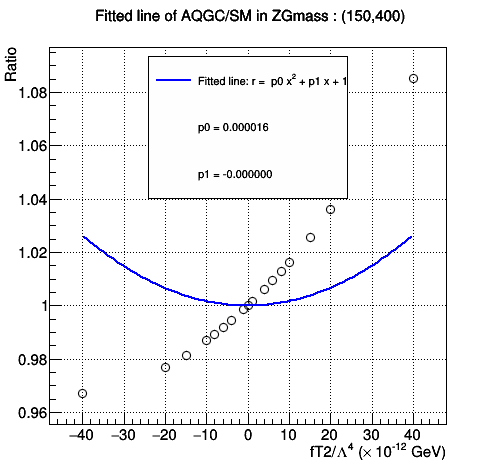 Fitted line of AQGC/SM in ZGmass : (150,400)
Ratio
Fitted line: r = p0 x² + p1 x + 1
p0 = 0.000016
p1 = -0.000000
1.08
1.06
1.04
1.02
1
0.98
0.96
−40 −30 −20 −10 0 10 20 30 40
fT2/Λ⁴ (× 10⁻¹² GeV)